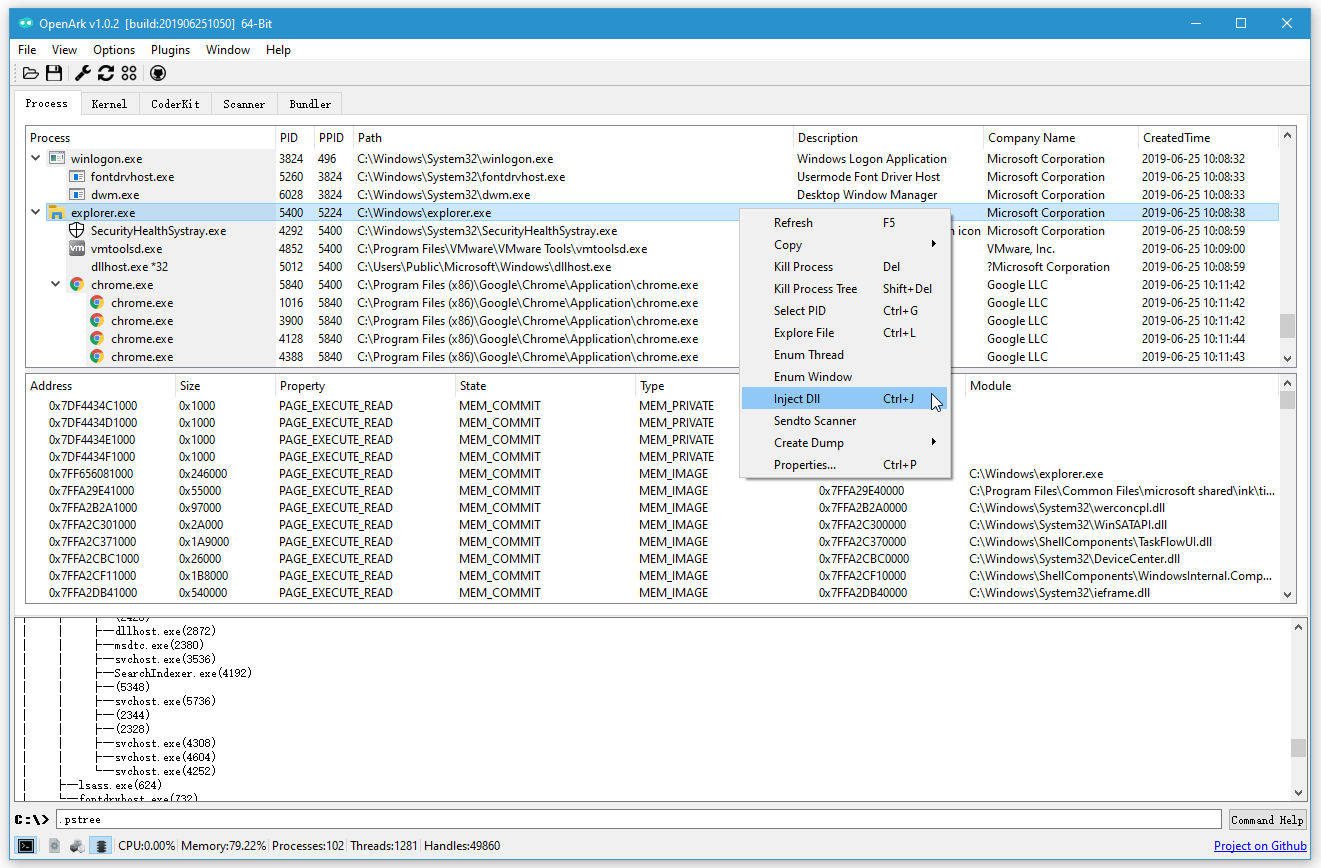 OpenArk v1.0.2 [build:201906251050] 64-Bit
File View Options Plugins Window Help
Process Kernel CoderKit Scanner Bundler
Process PID PPID Path Description Company Name CreatedTime
winlogon.exe 3824 496 C:\Windows\System32\winlogon.exe Windows Logon Application Microsoft Corporation 2019-06-25 10:08:32
fontdrvhost.exe 5260 3824 C:\Windows\System32\fontdrvhost.exe Usermode Font Driver Host Microsoft Corporation 2019-06-25 10:08:33
dwm.exe 6028 3824 C:\Windows\System32\dwm.exe Desktop Window Manager Microsoft Corporation 2019-06-25 10:08:33
explorer.exe 5400 5224 C:\Windows\explorer.exe Microsoft Corporation 2019-06-25 10:08:38
SecurityHealthSystray.exe 4292 5400 C:\Windows\System32\SecurityHealthSystray.exe n icon Microsoft Corporation 2019-06-25 10:08:59
vm vmtoolsd.exe 4852 5400 C:\Program Files\VMware\VMware Tools\vmtoolsd.exe VMware, Inc. 2019-06-25 10:09:00
dllhost.exe *32 5012 5400 C:\Users\Public\Microsoft\Windows\dllhost.exe ?Microsoft Corporation 2019-06-25 10:08:59
chrome.exe 5840 5400 C:\Program Files (x86)\Google\Chrome\Application\chrome.exe Google LLC 2019-06-25 10:11:42
chrome.exe 1016 5840 C:\Program Files (x86)\Google\Chrome\Application\chrome.exe Google LLC 2019-06-25 10:11:42
chrome.exe 3900 5840 C:\Program Files (x86)\Google\Chrome\Application\chrome.exe Google LLC 2019-06-25 10:11:42
chrome.exe 4128 5840 C:\Program Files (x86)\Google\Chrome\Application\chrome.exe Google LLC 2019-06-25 10:11:44
chrome.exe 4388 5840 C:\Program Files (x86)\Google\Chrome\Application\chrome.exe Google LLC 2019-06-25 10:11:43
Refresh F5
Copy
Kill Process Del
Kill Process Tree Shift+Del
Select PID Ctrl+G
Explore File Ctrl+L
Enum Thread
Enum Window
Inject Dll Ctrl+J
Sendto Scanner
Create Dump
Properties... Ctrl+P
Address Size Property State Type Module
0x7DF4434C1000 0x1000 PAGE_EXECUTE_READ MEM_COMMIT MEM_PRIVATE
0x7DF4434D1000 0x1000 PAGE_EXECUTE_READ MEM_COMMIT MEM_PRIVATE
0x7DF4434E1000 0x1000 PAGE_EXECUTE_READ MEM_COMMIT MEM_PRIVATE
0x7DF4434F1000 0x1000 PAGE_EXECUTE_READ MEM_COMMIT MEM_PRIVATE
0x7FF656081000 0x246000 PAGE_EXECUTE_READ MEM_COMMIT MEM_IMAGE C:\Windows\explorer.exe
0x7FFA29E41000 0x55000 PAGE_EXECUTE_READ MEM_COMMIT MEM_IMAGE 0x7FFA29E40000 C:\Program Files\Common Files\microsoft shared\ink\ti...
0x7FFA2B2A1000 0x97000 PAGE_EXECUTE_READ MEM_COMMIT MEM_IMAGE 0x7FFA2B2A0000 C:\Windows\System32\werconcpl.dll
0x7FFA2C301000 0x2A000 PAGE_EXECUTE_READ MEM_COMMIT MEM_IMAGE 0x7FFA2C300000 C:\Windows\System32\WinSATAPI.dll
0x7FFA2C371000 0x1A9000 PAGE_EXECUTE_READ MEM_COMMIT MEM_IMAGE 0x7FFA2C370000 C:\Windows\ShellComponents\TaskFlowUI.dll
0x7FFA2CBC1000 0x26000 PAGE_EXECUTE_READ MEM_COMMIT MEM_IMAGE 0x7FFA2CBC0000 C:\Windows\System32\DeviceCenter.dll
0x7FFA2CF11000 0x1B8000 PAGE_EXECUTE_READ MEM_COMMIT MEM_IMAGE 0x7FFA2CF10000 C:\Windows\ShellComponents\WindowsInternal.Comp...
0x7FFA2DB41000 0x540000 PAGE_EXECUTE_READ MEM_COMMIT MEM_IMAGE 0x7FFA2DB40000 C:\Windows\System32\ieframe.dll
(2428)
dllhost.exe(2872)
msdtc.exe(2380)
svchost.exe(3536)
SearchIndexer.exe(4192)
(5348)
svchost.exe(5736)
(2344)
(2328)
svchost.exe(4308)
svchost.exe(4604)
svchost.exe(4252)
lsass.exe(624)
fontdrvhost.exe(732)
C:\> .pstree Command Help
CPU:0.00% Memory:79.22% Processes:102 Threads:1281 Handles:49860 Project on Github